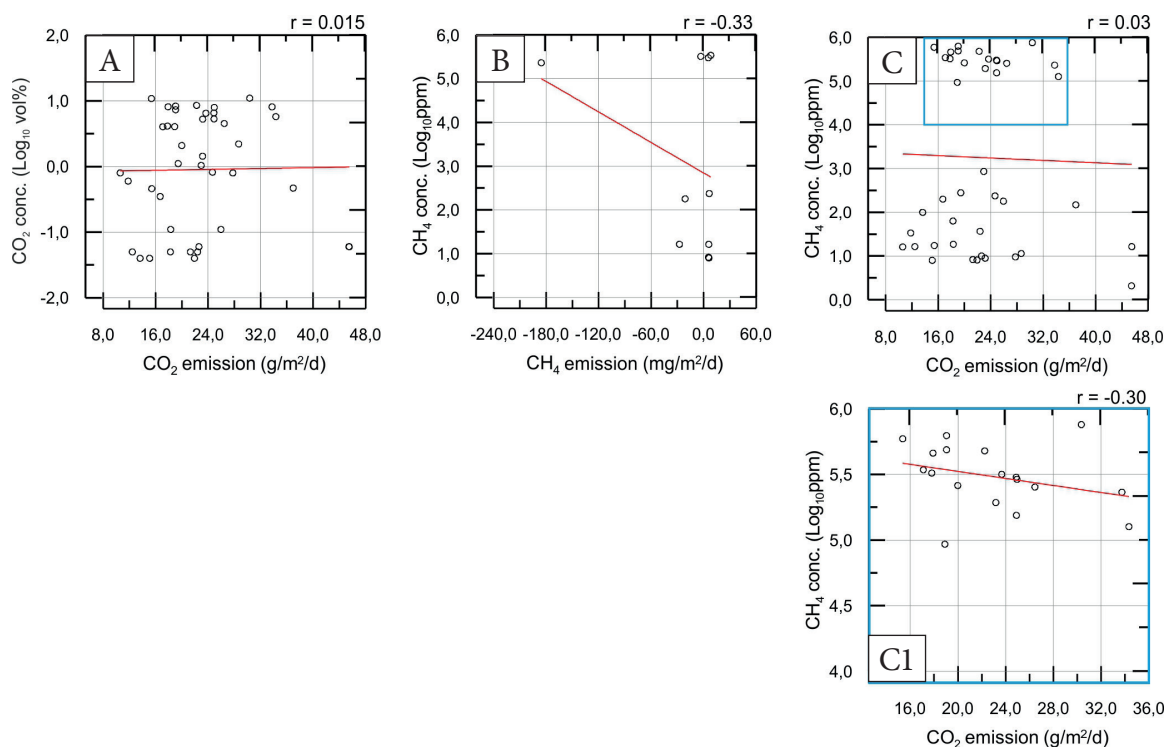 r = 0.015
A
2,0
1,0
0,0
-1,0
-2,0
CO₂ conc. (Log₁₀ vol%)
8,0 16,0 24,0 32,0 40,0 48,0
CO₂ emission (g/m²/d)
r = -0.33
B
6,0
5,0
4,0
3,0
2,0
1,0
0,0
CH₄ conc. (Log₁₀ppm)
-240,0 -180,0 -120,0 -60,0 0,0 60,0
CH₄ emission (mg/m²/d)
r = 0.03
C
6,0
5,0
4,0
3,0
2,0
1,0
0,0
CH₄ conc. (Log₁₀ppm)
8,0 16,0 24,0 32,0 40,0 48,0
CO₂ emission (g/m²/d)
r = -0.30
6,0
5,5
5,0
4,5
4,0
CH₄ conc. (Log₁₀ppm)
C1
16,0 20,0 24,0 28,0 32,0 36,0
CO₂ emission (g/m²/d)